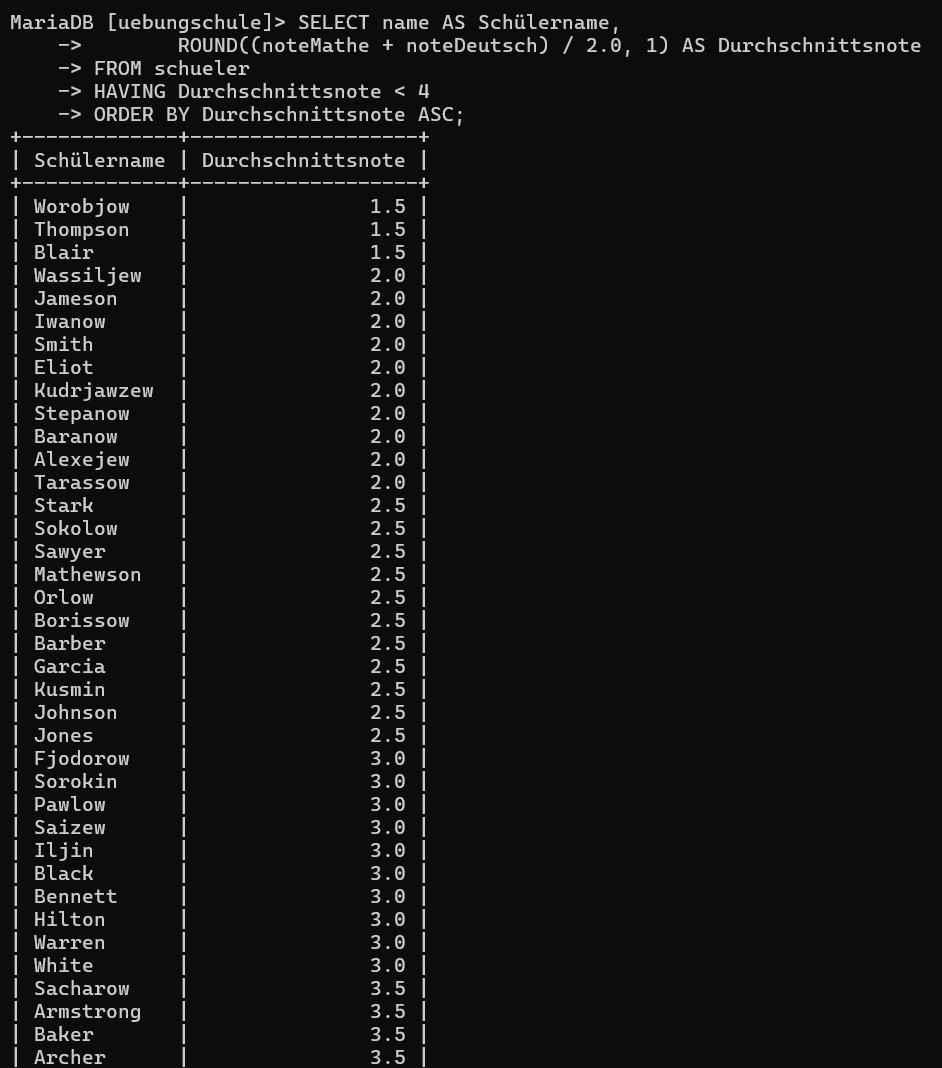 MariaDB [uebungschule]> SELECT name AS Schülername,
    ->        ROUND((noteMathe + noteDeutsch) / 2.0, 1) AS Durchschnittsnote
    -> FROM schueler
    -> HAVING Durchschnittsnote < 4
    -> ORDER BY Durchschnittsnote ASC;
+-------------+-------------------+
| Schülername | Durchschnittsnote |
+-------------+-------------------+
| Worobjow    |               1.5 |
| Thompson    |               1.5 |
| Blair       |               1.5 |
| Wassiljew   |               2.0 |
| Jameson     |               2.0 |
| Iwanow      |               2.0 |
| Smith       |               2.0 |
| Eliot       |               2.0 |
| Kudrjawzew  |               2.0 |
| Stepanow    |               2.0 |
| Baranow     |               2.0 |
| Alexejew    |               2.0 |
| Tarassow    |               2.0 |
| Stark       |               2.5 |
| Sokolow     |               2.5 |
| Sawyer      |               2.5 |
| Mathewson   |               2.5 |
| Orlow       |               2.5 |
| Borissow    |               2.5 |
| Barber      |               2.5 |
| Garcia      |               2.5 |
| Kusmin      |               2.5 |
| Johnson     |               2.5 |
| Jones       |               2.5 |
| Fjodorow    |               3.0 |
| Sorokin     |               3.0 |
| Pawlow      |               3.0 |
| Saizew      |               3.0 |
| Iljin       |               3.0 |
| Black       |               3.0 |
| Bennett     |               3.0 |
| Hilton      |               3.0 |
| Warren      |               3.0 |
| White       |               3.0 |
| Sacharow    |               3.5 |
| Armstrong   |               3.5 |
| Baker       |               3.5 |
| Archer      |               3.5 |